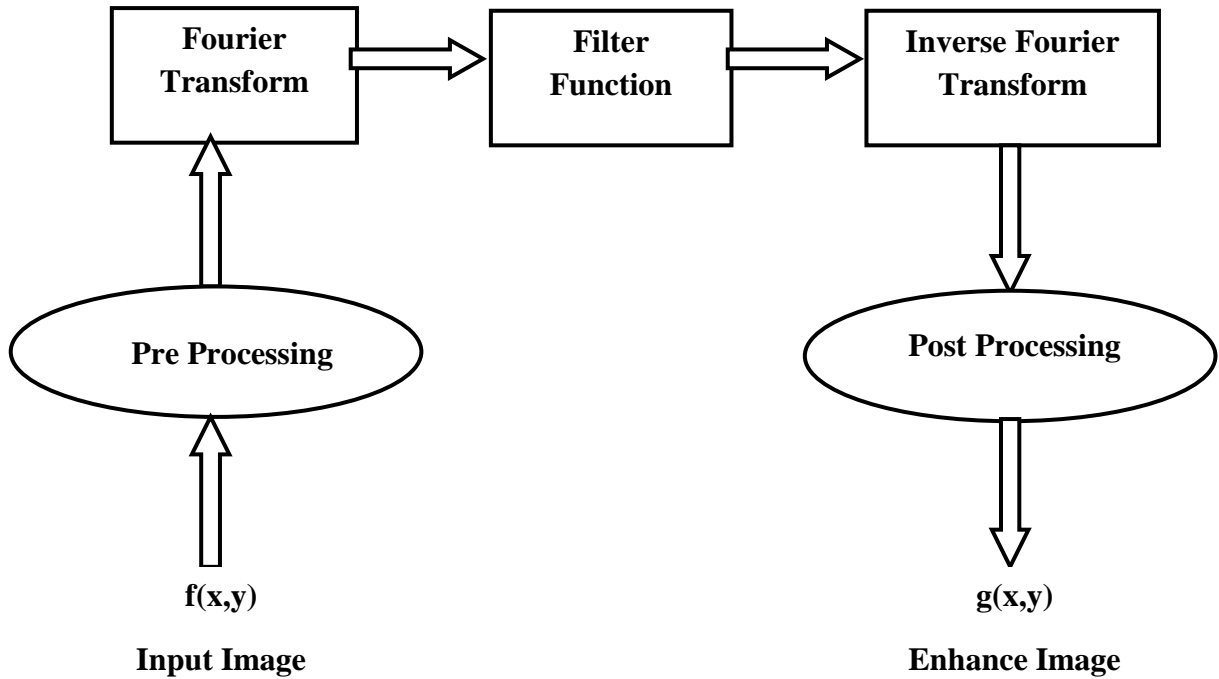 Fourier
Transform
Filter
Function
Inverse Fourier
Transform
Pre Processing
Post Processing
f(x,y)
g(x,y)
Input Image
Enhance Image